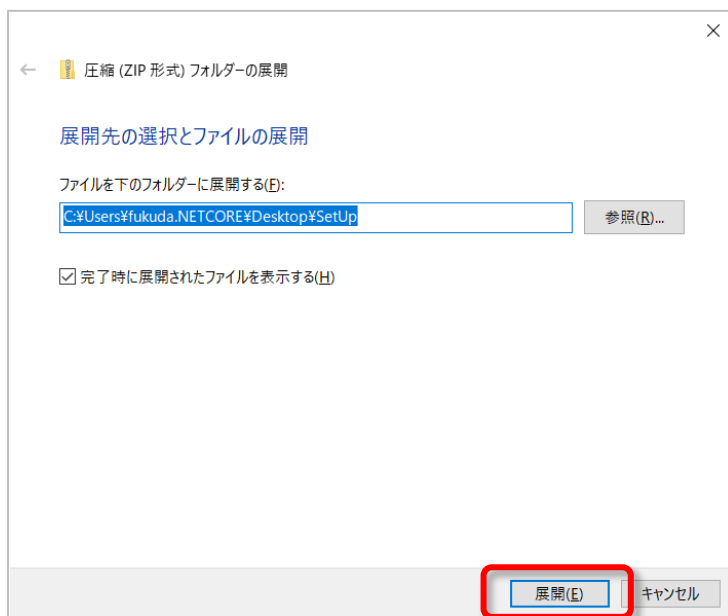 圧縮 (ZIP 形式) フォルダーの展開
展開先の選択とファイルの展開
ファイルを下のフォルダーに展開する(F):
C:¥Users¥fukuda.NETCORE¥Desktop¥SetUp
参照(R)...
完了時に展開されたファイルを表示する(H)
展開(E)
キャンセル